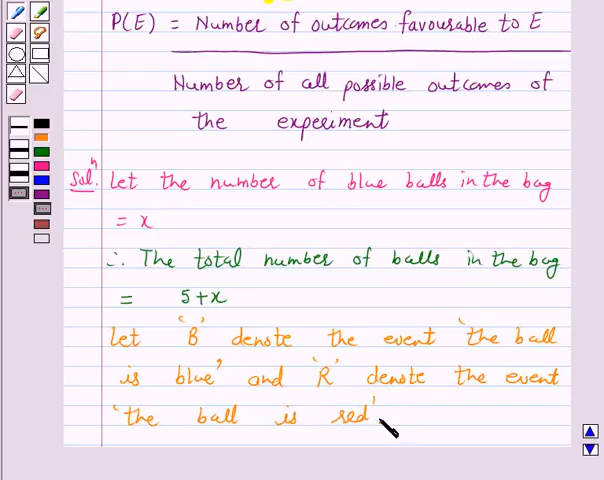 P(E) = Number of outcomes favourable to E
Number of all possible outcomes of
the experiment
Solⁿ. Let the number of blue balls in the bag
= x
∴ The total number of balls in the bag
= 5+x
Let 'B' denote the event 'the ball
is blue' and 'R' denote the event
'the ball is red'